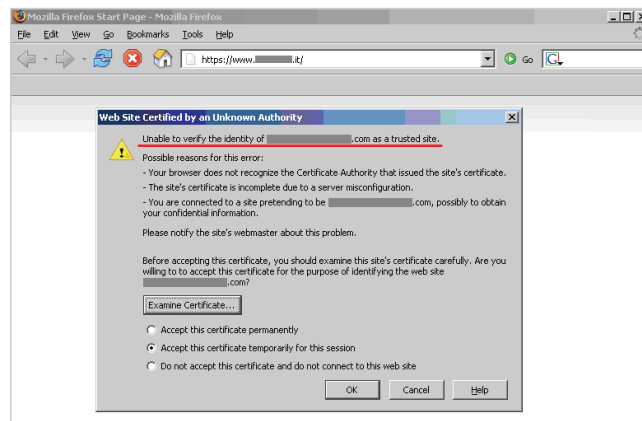 Mozilla Firefox Start Page - Mozilla Firefox
File Edit View Go Bookmarks Tools Help
https://www. .it/ Go G
Web Site Certified by an Unknown Authority
Unable to verify the identity of .com as a trusted site.
Possible reasons for this error:
- Your browser does not recognize the Certificate Authority that issued the site's certificate.
- The site's certificate is incomplete due to a server misconfiguration.
- You are connected to a site pretending to be .com, possibly to obtain
your confidential information.
Please notify the site's webmaster about this problem.
Before accepting this certificate, you should examine this site's certificate carefully. Are you
willing to to accept this certificate for the purpose of identifying the web site
.com?
Examine Certificate...
Accept this certificate permanently
Accept this certificate temporarily for this session
Do not accept this certificate and do not connect to this web site
OK Cancel Help